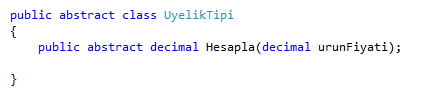 public abstract class UyelikTipi
{
    public abstract decimal Hesapla(decimal urunFiyati);
}